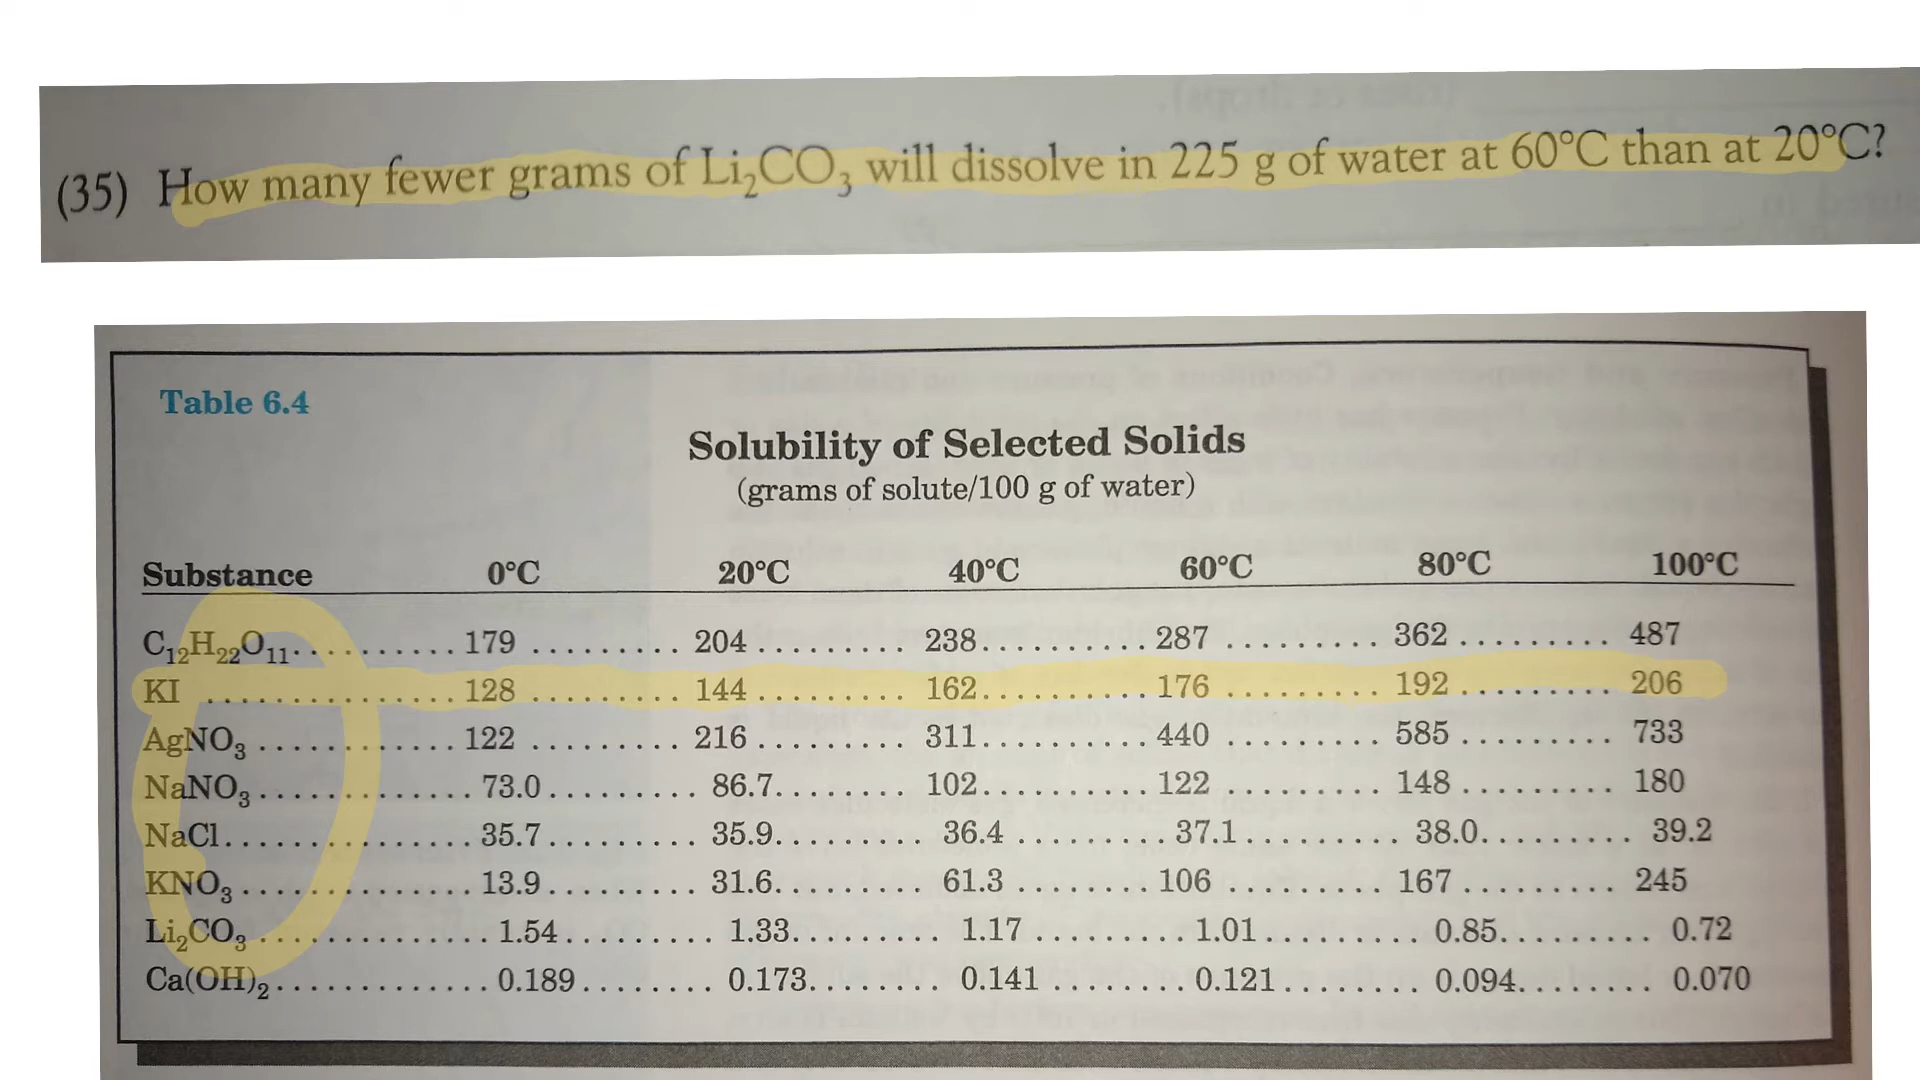 (35) How many fewer grams of Li₂CO₃ will dissolve in 225 g of water at 60°C than at 20°C?
Table 6.4
Solubility of Selected Solids
(grams of solute/100 g of water)
Substance 0°C 20°C 40°C 60°C 80°C 100°C
C₁₂H₂₂O₁₁ .......... 179 ......... 204 ......... 238 .......... 287 ......... 362 ......... 487
KI ............... 128 ......... 144 ......... 162 .......... 176 ......... 192 ......... 206
AgNO₃ ............ 122 ......... 216 ......... 311 .......... 440 ......... 585 ......... 733
NaNO₃ ............. 73.0 ......... 86.7 ........ 102 .......... 122 ......... 148 ......... 180
NaCl ............... 35.7 ......... 35.9 ......... 36.4 ........ 37.1 ......... 38.0 ......... 39.2
KNO₃ .............. 13.9 ......... 31.6 ......... 61.3 ........ 106 ......... 167 ......... 245
Li₂CO₃ .............. 1.54 ......... 1.33 ......... 1.17 ......... 1.01 ......... 0.85 ......... 0.72
Ca(OH)₂ ............. 0.189 ........ 0.173 ........ 0.141 ........ 0.121 ........ 0.094 ........ 0.070